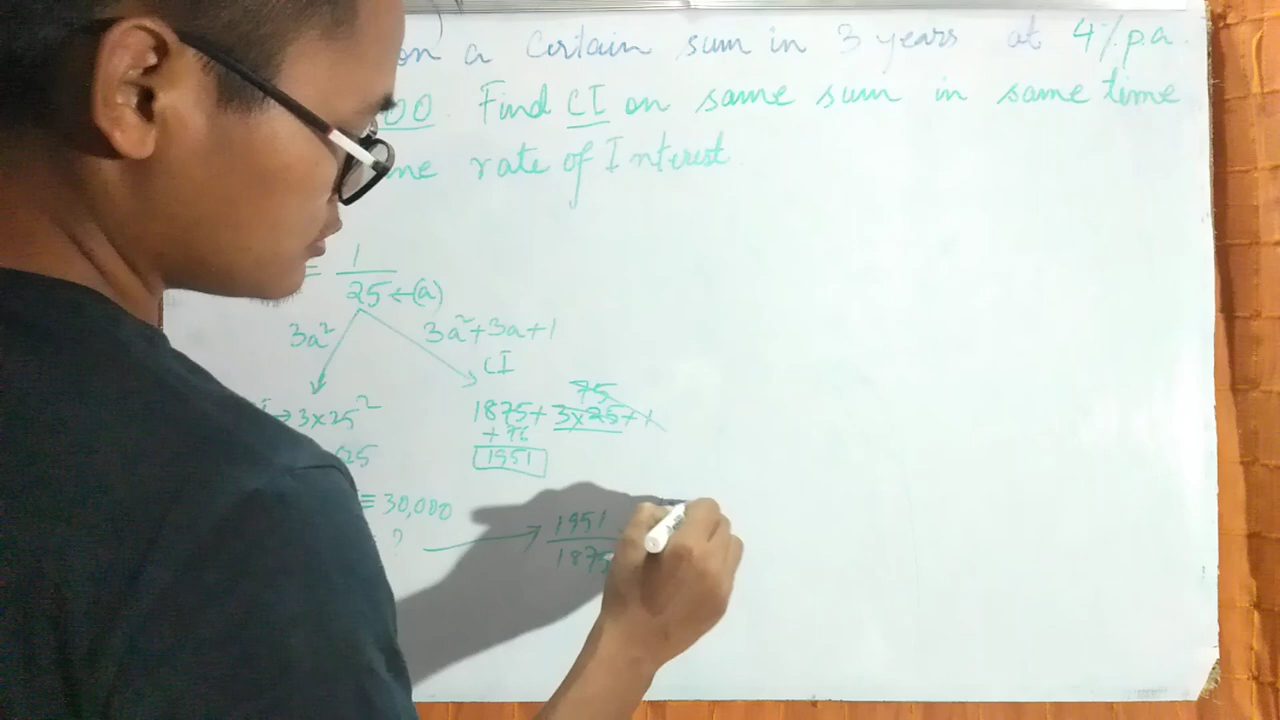 on a Certain sum in 3 years at 4% p.a.
00. Find CI on same sum in same time
me rate of Interest.
= 1/25 ←(a)
3a² 3a²+3a+1
CI
75
→ 3×25² 1875+ 3×25+1
+76
25 1951
= 30,000
? → 1951/1875